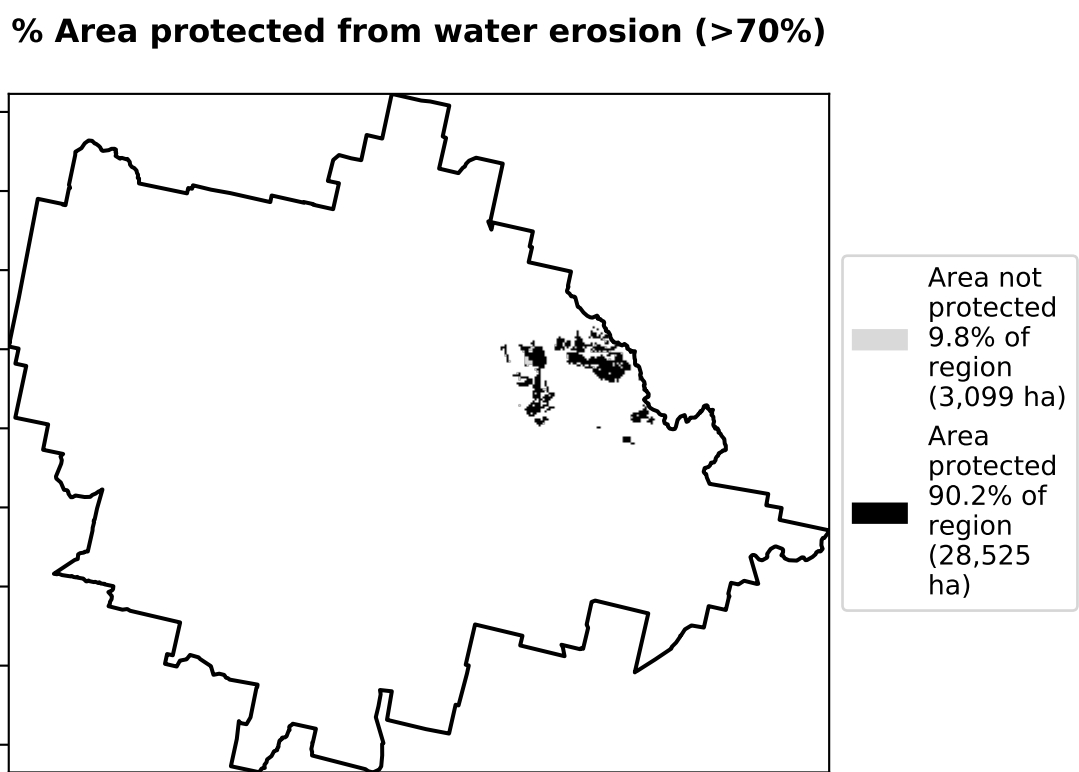 % Area protected from water erosion (>70%)
Area not
protected
9.8% of
region
(3,099 ha)
Area
protected
90.2% of
region
(28,525
ha)